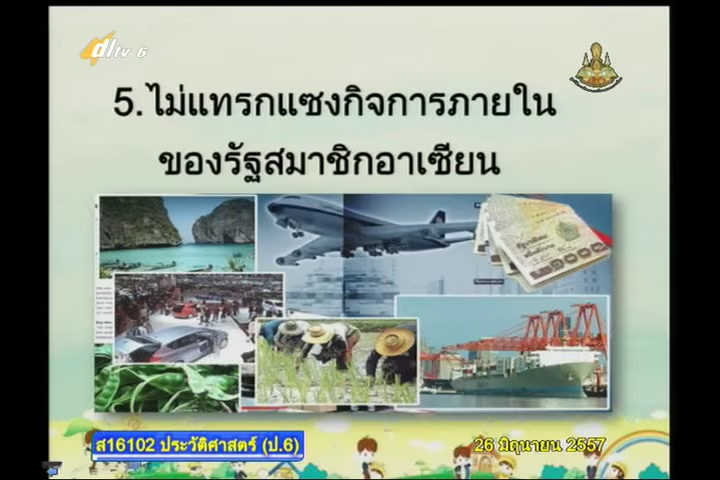 dltv 6
5. ไม่แทรกแซงกิจการภายใน
ของรัฐสมาชิกอาเซียน
ส16102 ประวัติศาสตร์ (ป.6)
26 มิถุนายน 2557